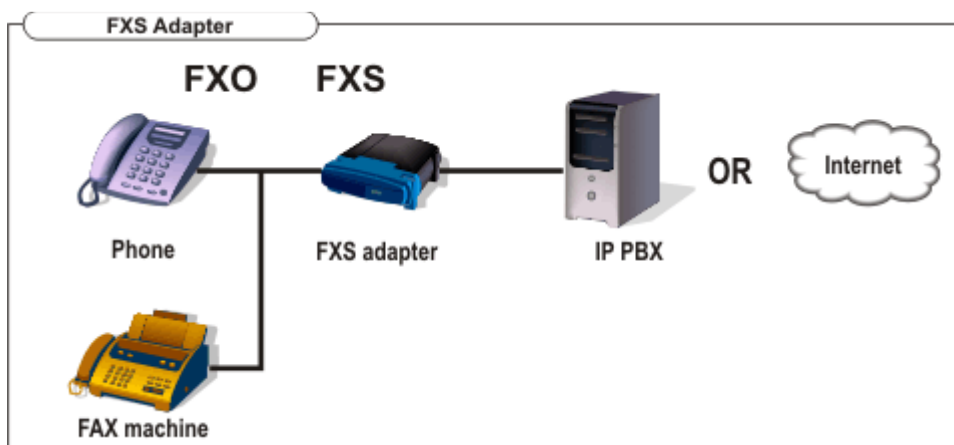 FXS Adapter
FXO FXS
OR
Internet
Phone
FXS adapter
IP PBX
FAX machine